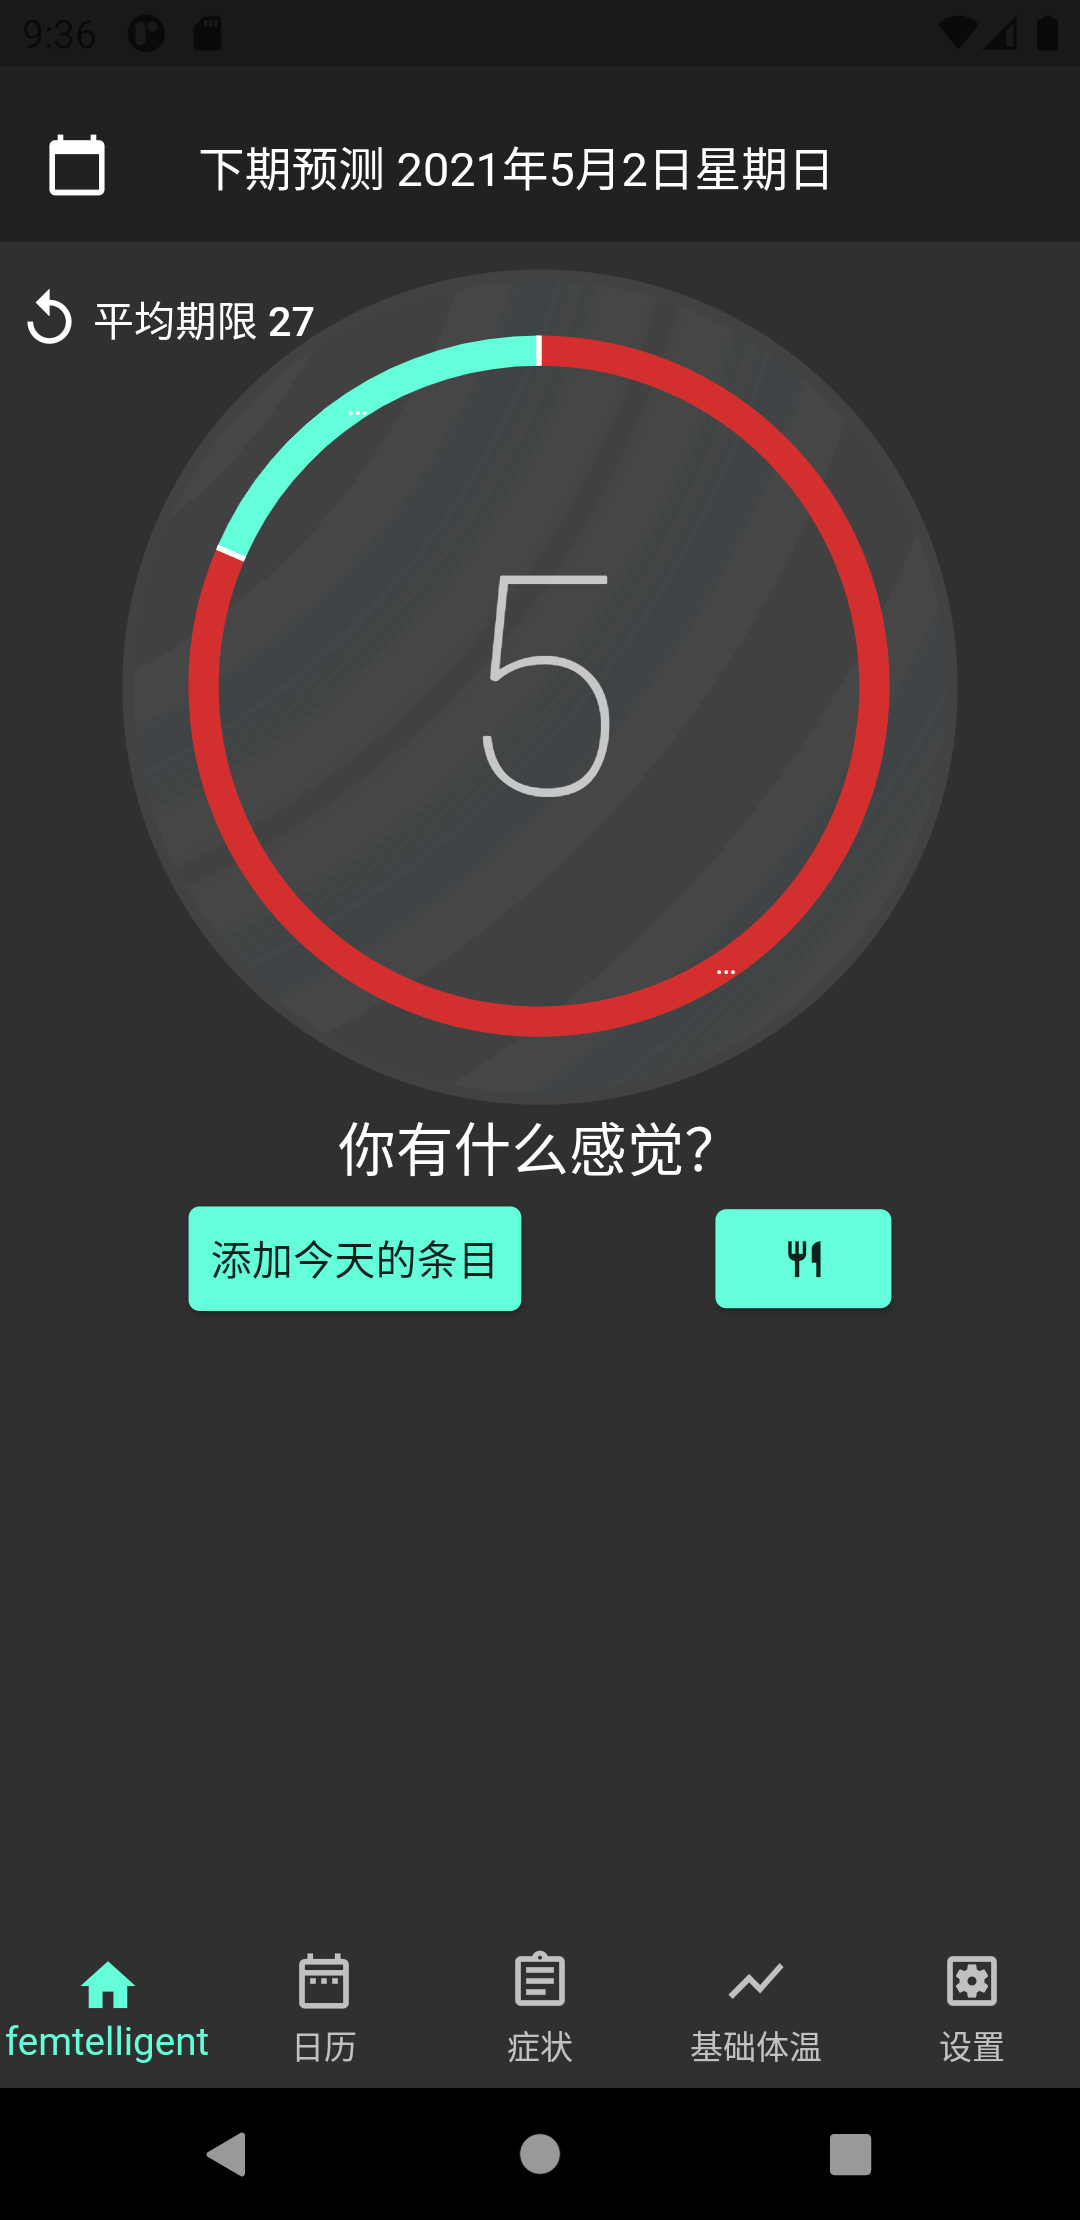 9:36
下期预测 2021年5月2日星期日
平均期限 27
...
5
...
你有什么感觉?
添加今天的条目
femtelligent
日历
症状
基础体温
设置